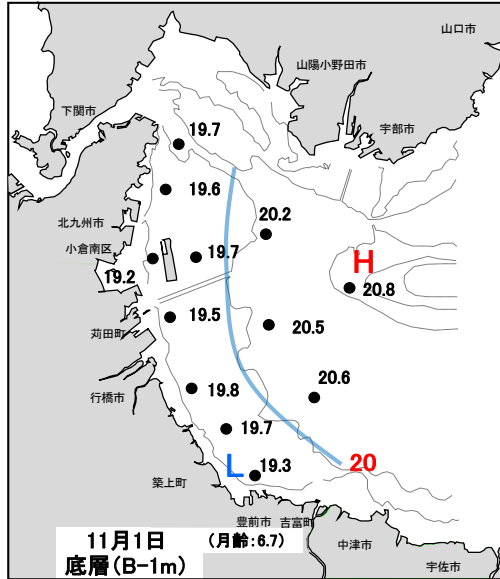 山口市
山陽小野田市
下関市
宇部市
19.7
19.6
北九州市
小倉南区
20.2
19.7
19.2
H
20.8
19.5
苅田町
20.5
行橋市
19.8
20.6
19.7
L
19.3
20
築上町
豊前市
吉富町
中津市
宇佐市
11月1日
(月齢:6.7)
底層(B-1m)